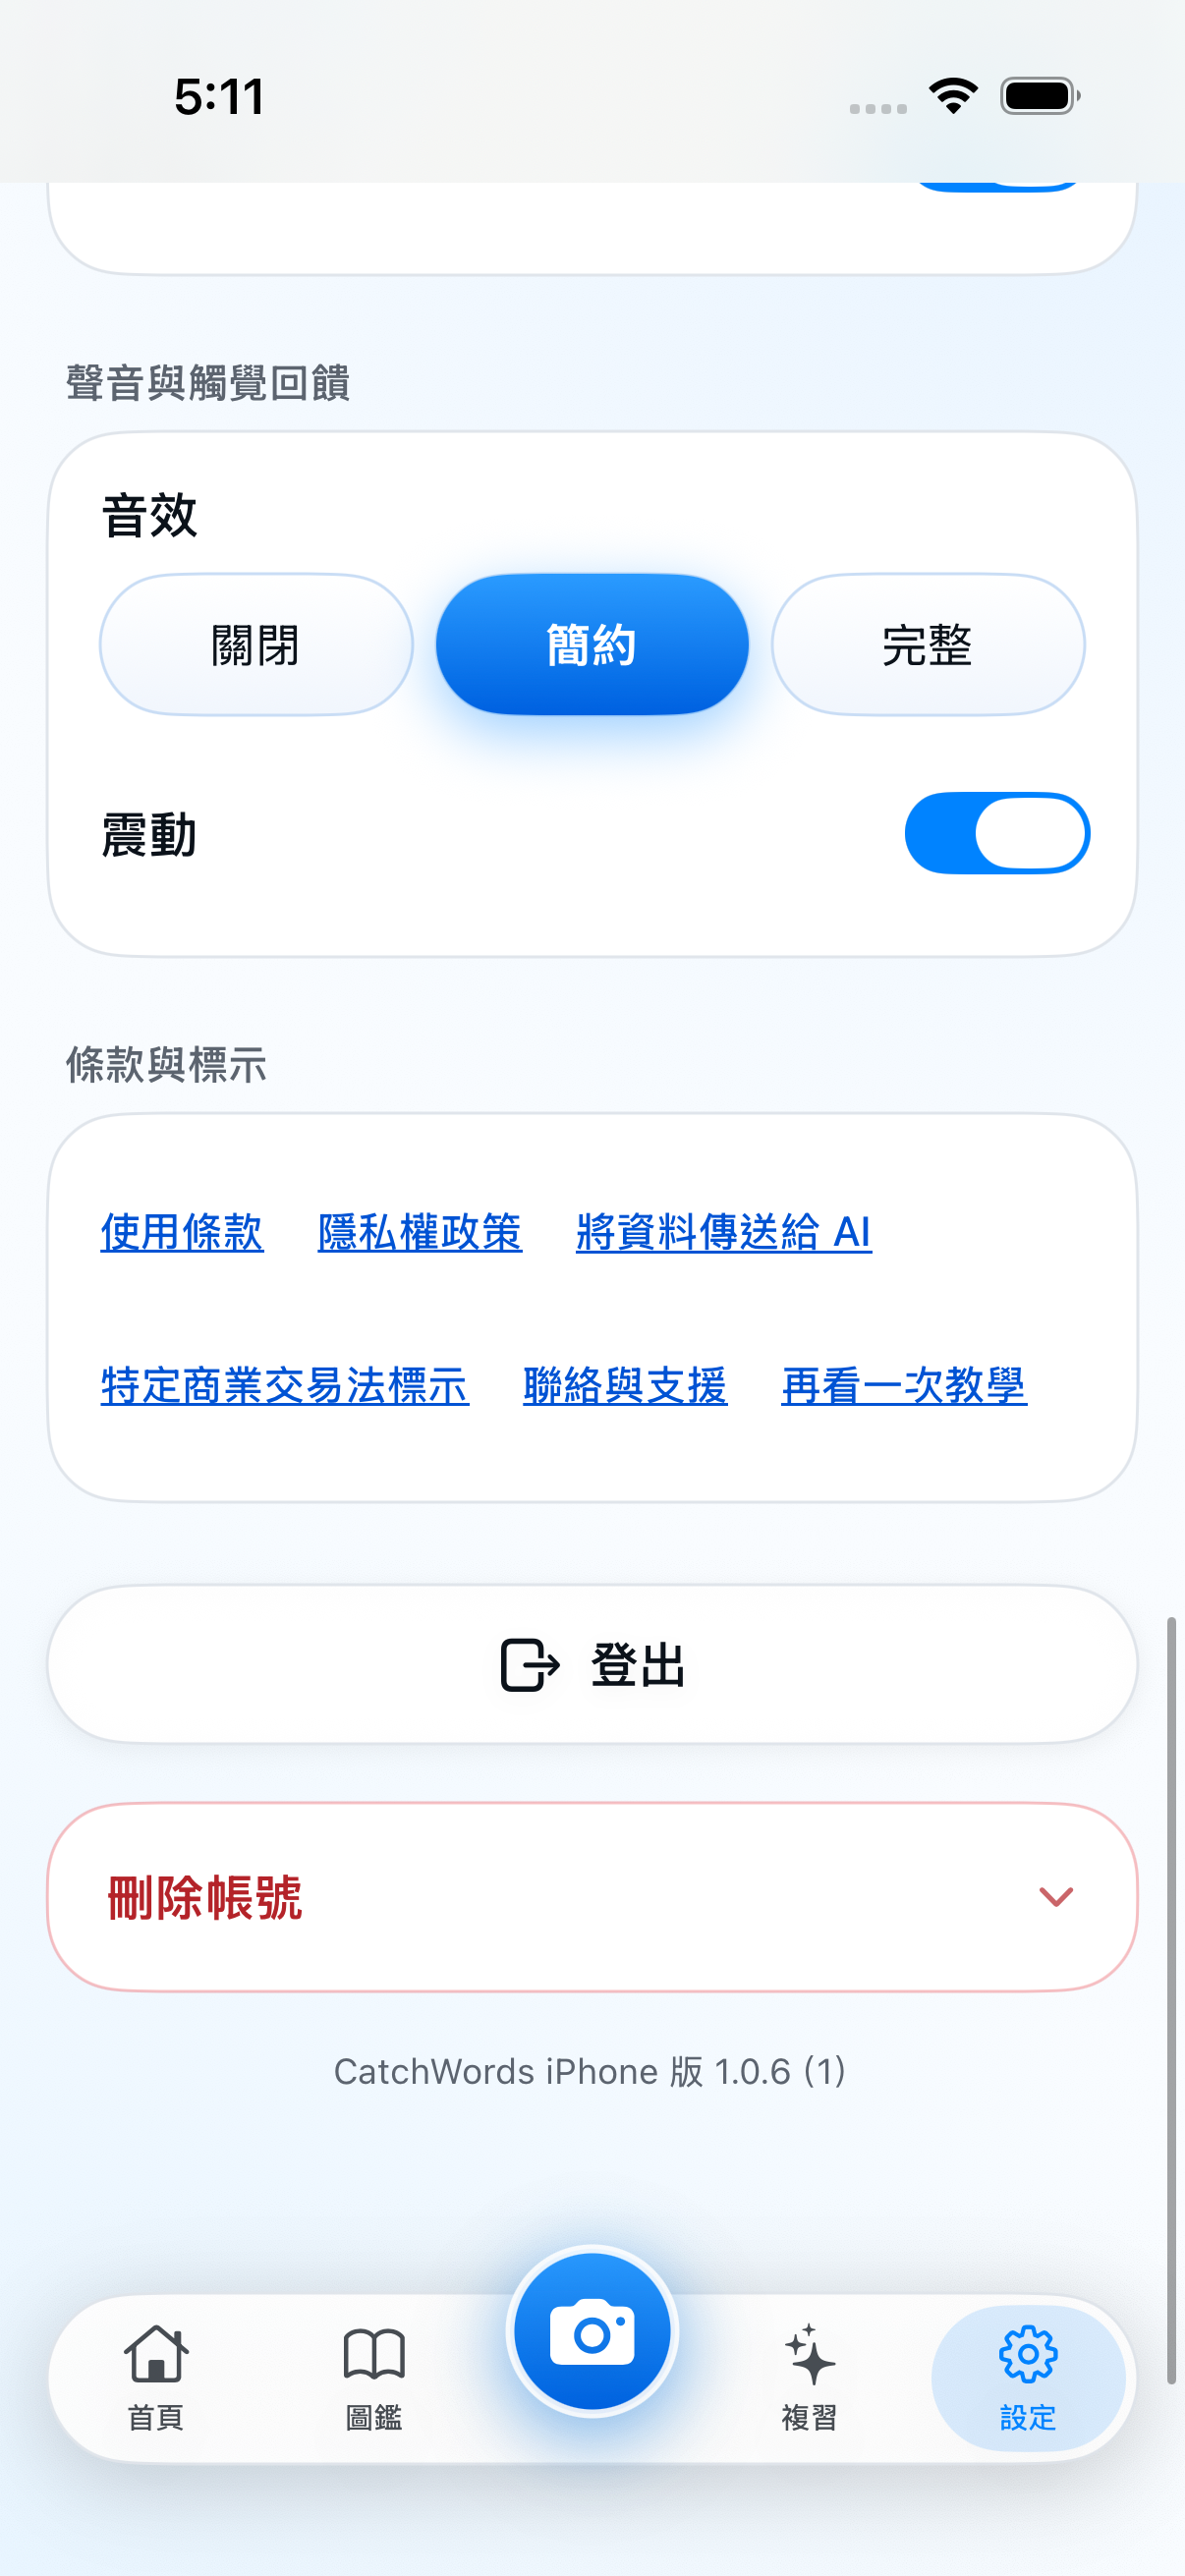 5:11
聲音與觸覺回饋
音效
關閉
簡約
完整
震動
條款與標示
使用條款 隱私權政策 將資料傳送給 AI
特定商業交易法標示 聯絡與支援 再看一次教學
登出
刪除帳號
CatchWords iPhone 版 1.0.6 (1)
首頁
圖鑑
複習
設定